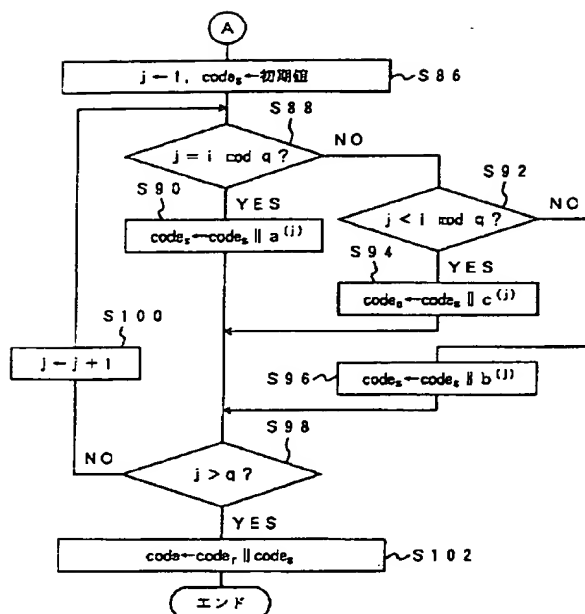 A
j←1, code_s←初期値
S86
S88
j = i mod q ?
NO
S90
YES
S92
NO
code_s←code_s ‖ a^(j)
j < i mod q ?
S94
YES
code_s←code_s ‖ c^(j)
S100
j←j+1
S96
code_s←code_s ‖ b^(j)
S98
NO
j > q ?
YES
code←code_r ‖ code_s
S102
エンド